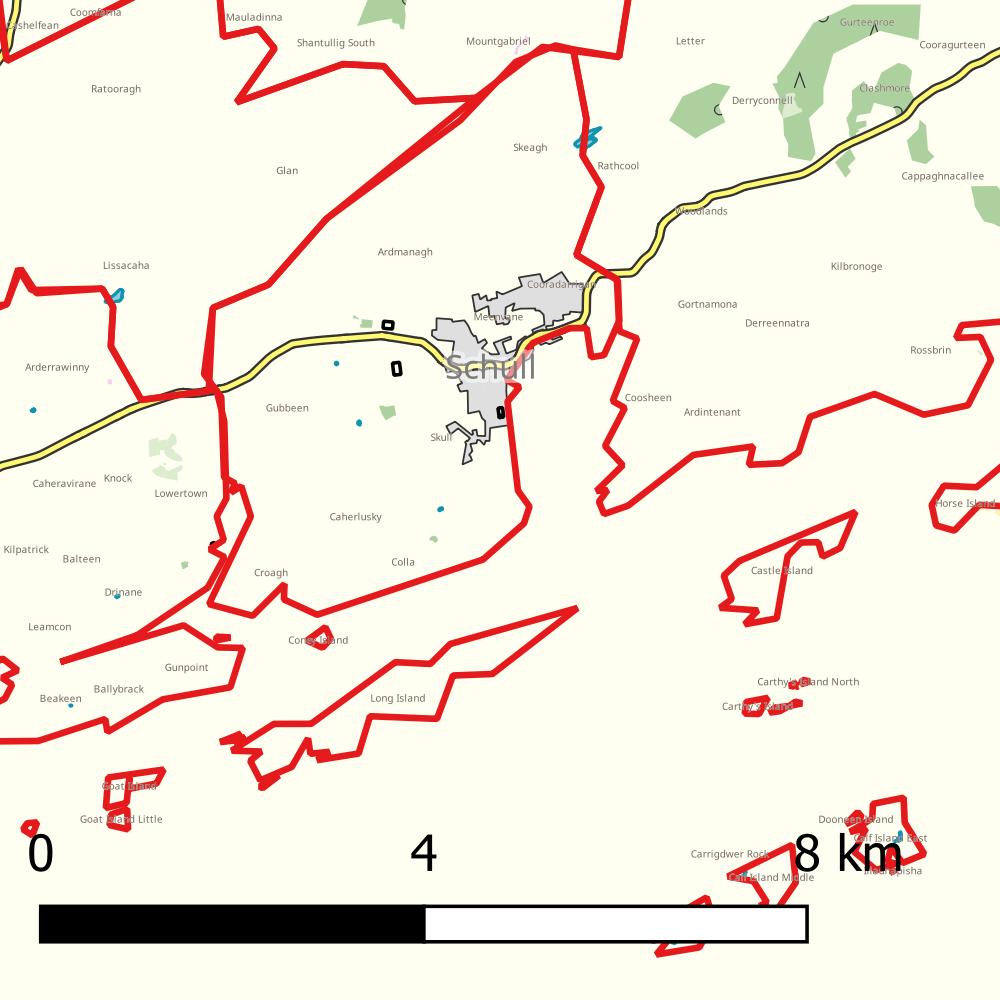 Coomfarna
Mauladinna
Gurteenroe
Cashelfean
Shantullig South
Mountgabriel
Letter
Cooragurteen
Ratooragh
Derryconnell
Clashmore
Skeagh
Rathcool
Glan
Cappaghnacallee
Woodlands
Ardmanagh
Lissacaha
Kilbronoge
Cooradarrigan
Gortnamona
Meenvane
Derreennatra
Rossbrin
Arderrawinny
Schull
Coosheen
Gubbeen
Ardintenant
Skull
Knock
Caheravirane
Lowertown
Horse Island
Caherlusky
Kilpatrick
Balteen
Colla
Croagh
Castle Island
Drinane
Leamcon
Coney Island
Gunpoint
Carthy's Island North
Ballybrack
Beakeen
Long Island
Carthy's Island
Goat Island
Goat Island Little
Dooneen Island
Calf Island East
0
4
8 km
Carrigdwer Rock
Calf Island Middle